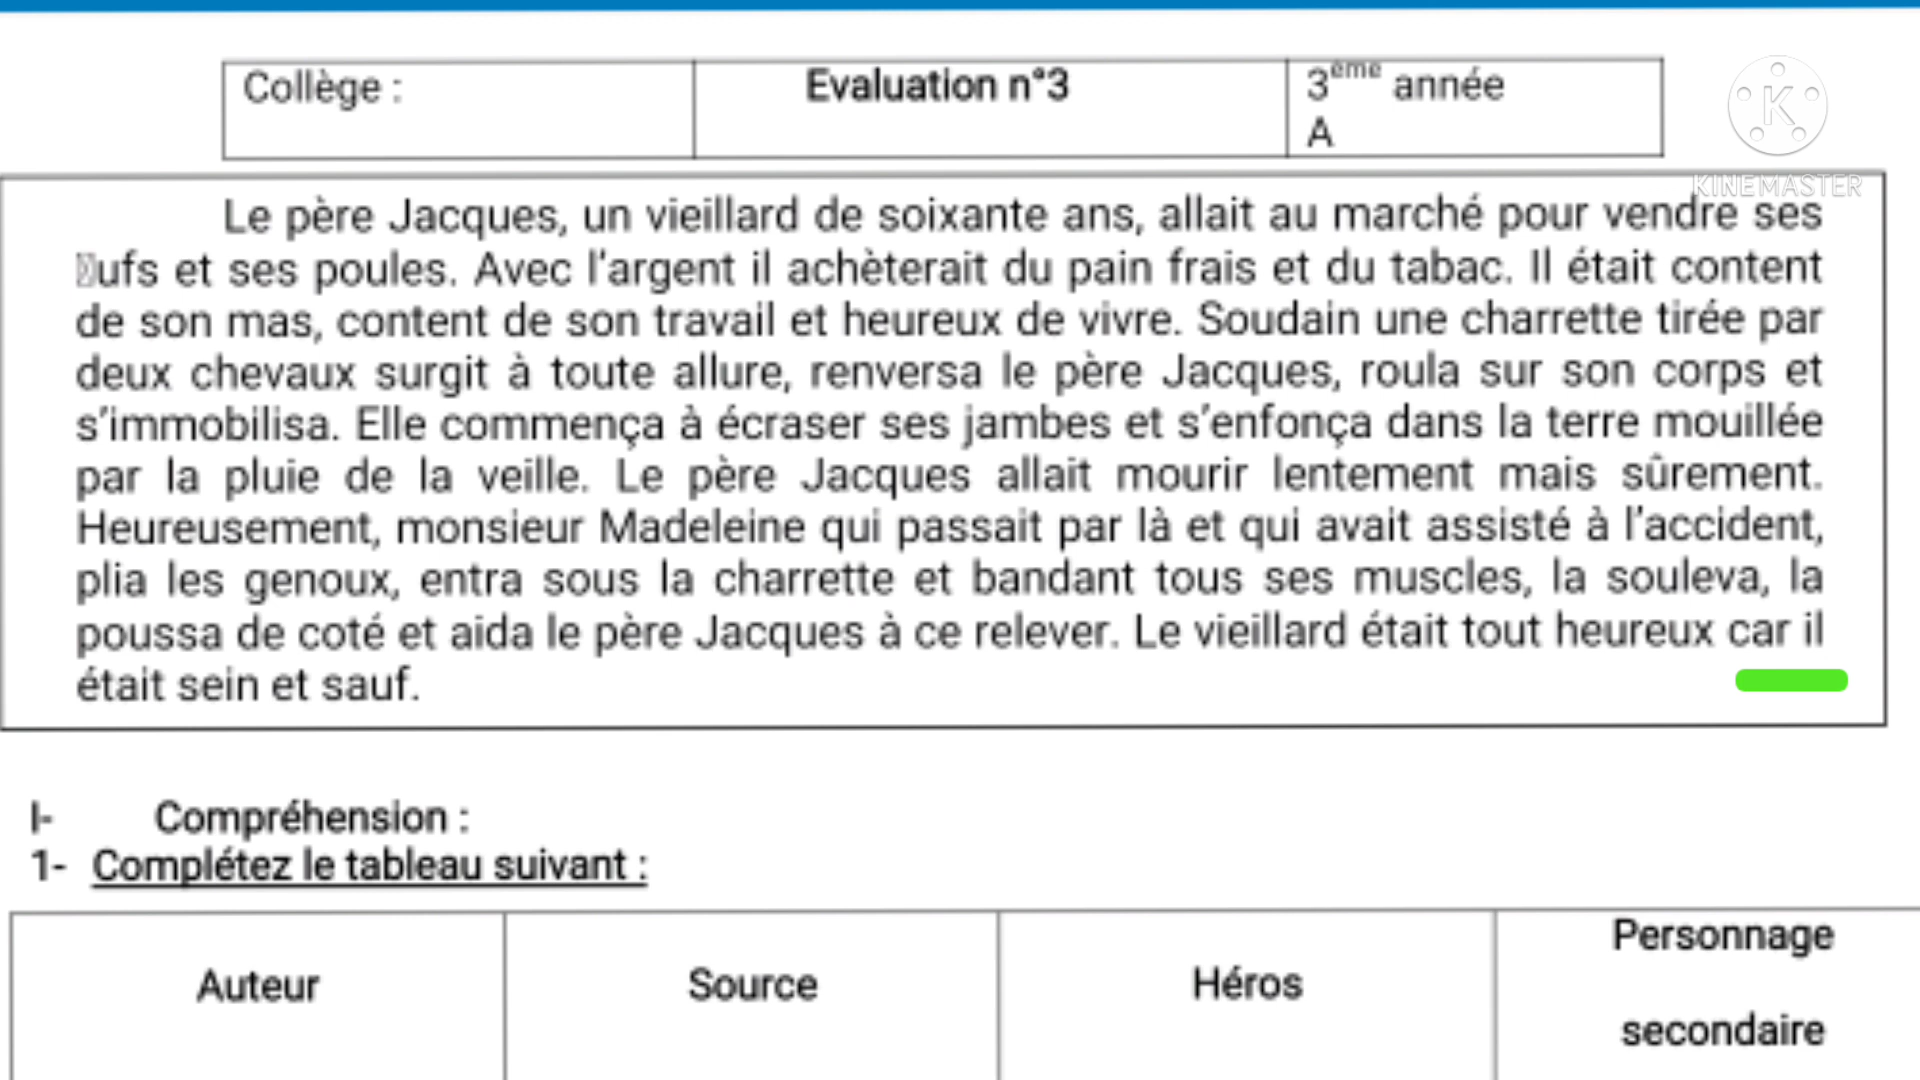 Collège :
Evaluation n°3
3ème année
A
K
KINEMASTER
Le père Jacques, un vieillard de soixante ans, allait au marché pour vendre ses
ufs et ses poules. Avec l’argent il achèterait du pain frais et du tabac. Il était content
de son mas, content de son travail et heureux de vivre. Soudain une charrette tirée par
deux chevaux surgit à toute allure, renversa le père Jacques, roula sur son corps et
s’immobilisa. Elle commença à écraser ses jambes et s’enfonça dans la terre mouillée
par la pluie de la veille. Le père Jacques allait mourir lentement mais sûrement.
Heureusement, monsieur Madeleine qui passait par là et qui avait assisté à l’accident,
plia les genoux, entra sous la charrette et bandant tous ses muscles, la souleva, la
poussa de coté et aida le père Jacques à ce relever. Le vieillard était tout heureux car il
était sein et sauf.
I- Compréhension :
1- Complétez le tableau suivant :
Auteur
Source
Héros
Personnage
secondaire